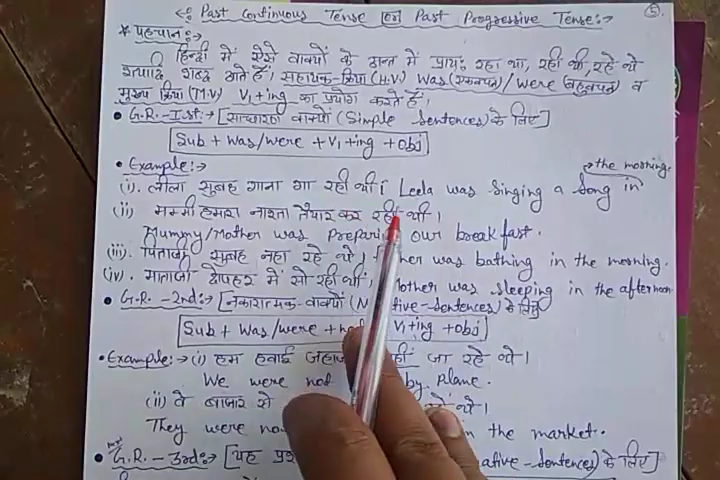 Past Continuous Tense or Past Progressive Tense:→ (5)
* पहचान:→
हिन्दी में ऐसे वाक्यों के अन्त में प्रायः रहा था, रही थी, रहे थे
इत्यादि शब्द आते हैं। सहायक-क्रिया (H.V) Was (एकवचन)/Were (बहुवचन) व
मुख्य क्रिया (M.V) V₁+ing का प्रयोग करते हैं।
• G.R.-Ist:→ [साधारण वाक्यों (Simple sentences) के लिए]
Sub + Was/were + V₁ + ing + obj
• Example:→
(i). लीला सुबह गाना गा रही थी। Leela was singing a song in the morning.
(ii) मम्मी हमारा नाश्ता तैयार कर रही थी।
Mummy/Mother was our breakfast.
(iii). पिताजी सुबह नहा रहे थे। was bathing in the morning.
(iv). माताजी दोपहर में सो रही थीं। Mother was sleeping in the afternoon
• G.R.-2nd:→ [नकारात्मक-वाक्यों के लिए
Sub + Was/were + V₁+ing +obj
• Example:→ (i) हम हवाई जा रहे थे।
We were not by Plane.
(ii) वे बाजार से थे।
They were in the market.
• G.R.-3rd:→ [यह sentences) के लिए]